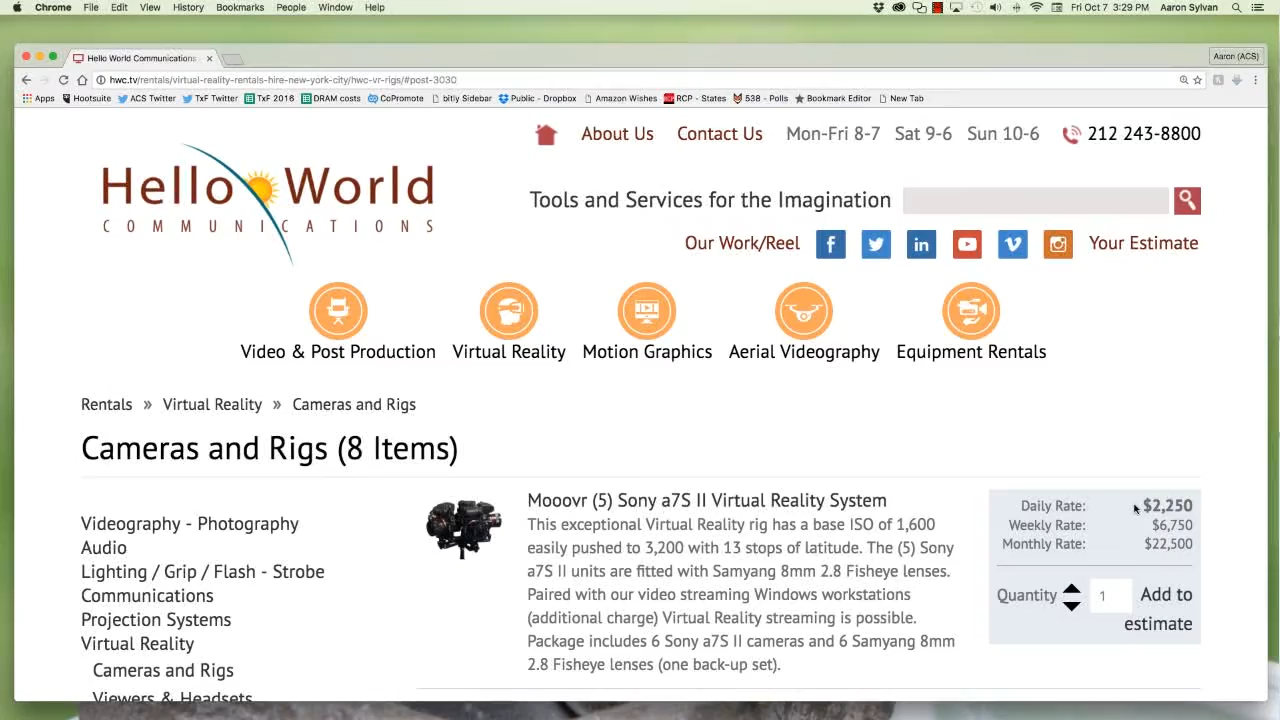 Chrome File Edit View History Bookmarks People Window Help
Fri Oct 7 3:29 PM Aaron Sylvan
Hello World Communications
Aaron (ACS)
hwc.tv/rentals/virtual-reality-rentals-hire-new-york-city/hwc-vr-rigs/#post-3030
Apps Hootsuite ACS Twitter TxF Twitter TxF 2016 DRAM costs CoPromote bitly Sidebar Public - Dropbox Amazon Wishes RCP - States 538 - Polls Bookmark Editor New Tab
About Us Contact Us Mon-Fri 8-7 Sat 9-6 Sun 10-6 212 243-8800
Hello World
COMMUNICATIONS
Tools and Services for the Imagination
Our Work/Reel Your Estimate
Video & Post Production Virtual Reality Motion Graphics Aerial Videography Equipment Rentals
Rentals » Virtual Reality » Cameras and Rigs
Cameras and Rigs (8 Items)
Videography - Photography
Audio
Lighting / Grip / Flash - Strobe
Communications
Projection Systems
Virtual Reality
Cameras and Rigs
Viewers & Headsets
Mooovr (5) Sony a7S II Virtual Reality System
This exceptional Virtual Reality rig has a base ISO of 1,600
easily pushed to 3,200 with 13 stops of latitude. The (5) Sony
a7S II units are fitted with Samyang 8mm 2.8 Fisheye lenses.
Paired with our video streaming Windows workstations
(additional charge) Virtual Reality streaming is possible.
Package includes 6 Sony a7S II cameras and 6 Samyang 8mm
2.8 Fisheye lenses (one back-up set).
Daily Rate: $2,250
Weekly Rate: $6,750
Monthly Rate: $22,500
Quantity 1 Add to
estimate